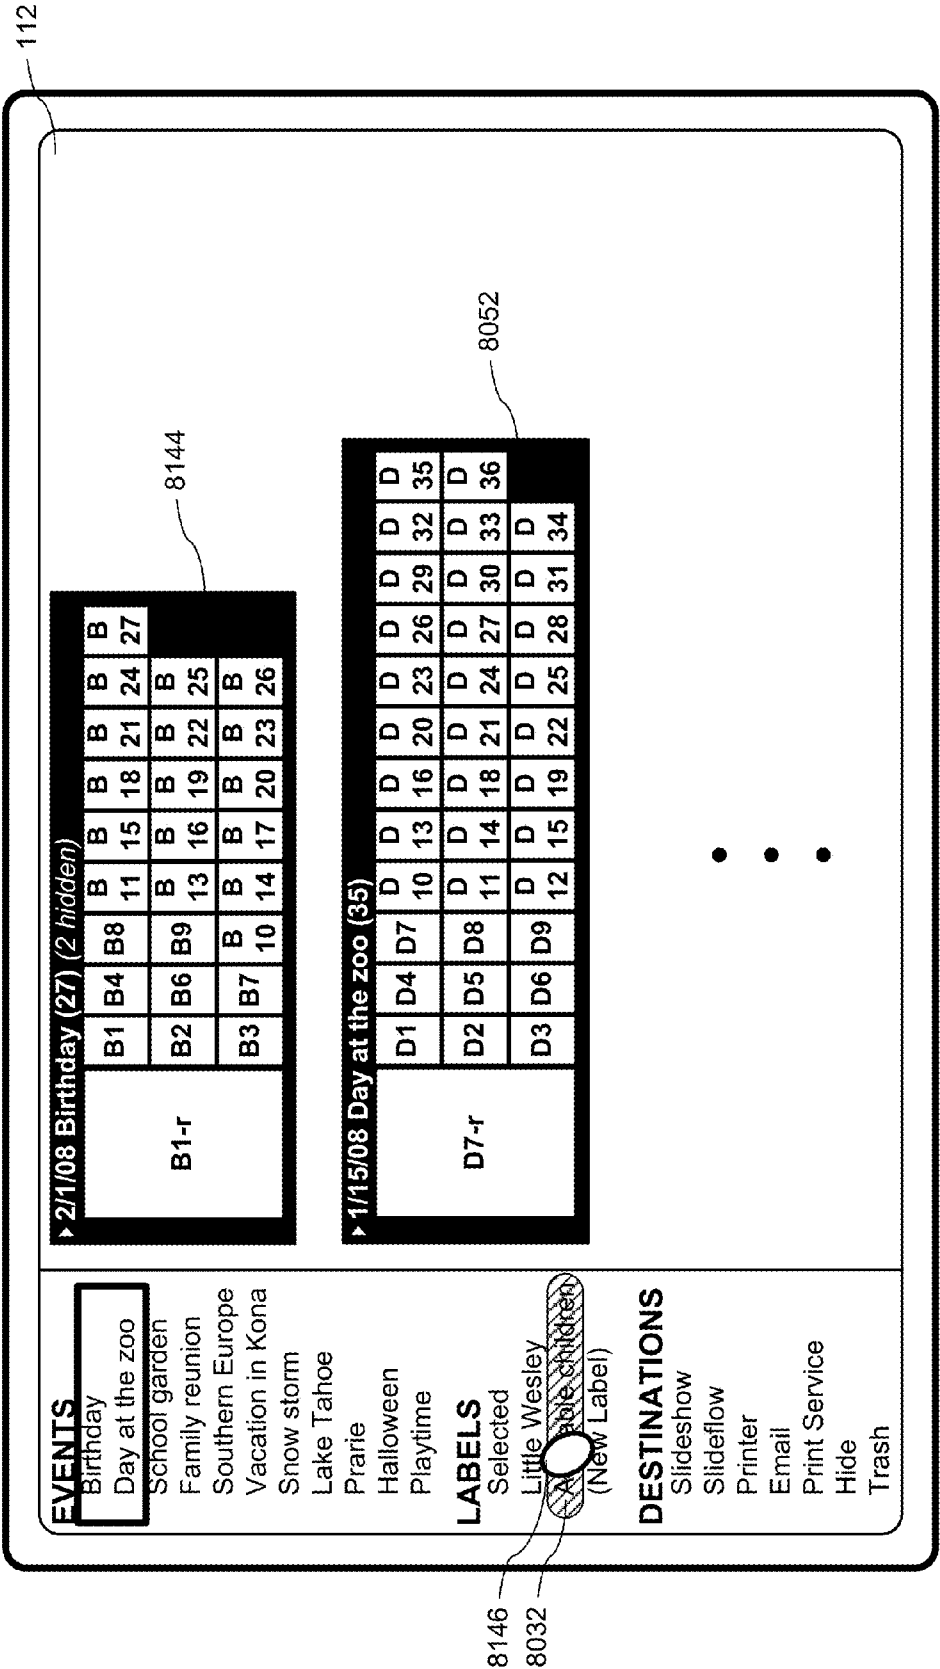 112
EVENTS
Birthday
Day at the zoo
School garden
Family reunion
Southern Europe
Vacation in Kona
Snow storm
Lake Tahoe
Prarie
Halloween
Playtime
LABELS
Selected
Little Wesley
children
(New Label)
DESTINATIONS
Slideshow
Slideflow
Printer
Email
Print Service
Hide
Trash
2/1/08 Birthday (27) (2 hidden)
B1-r
B1 B4 B8 B 11 B 15 B 18 B 21 B 24 B 27
B2 B6 B9 B 13 B 16 B 19 B 22 B 25
B3 B7 B 10 B 14 B 17 B 20 B 23 B 26
8144
1/15/08 Day at the zoo (35)
D7-r
D1 D4 D7 D 10 D 13 D 16 D 20 D 23 D 26 D 29 D 32 D 35
D2 D5 D8 D 11 D 14 D 18 D 21 D 24 D 27 D 30 D 33 D 36
D3 D6 D9 D 12 D 15 D 19 D 22 D 25 D 28 D 31 D 34
8052
8146
8032